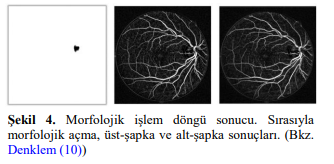 Şekil 4. Morfolojik işlem döngü sonucu. Sırasıyla
morfolojik açma, üst-şapka ve alt-şapka sonuçları. (Bkz.
Denklem (10))